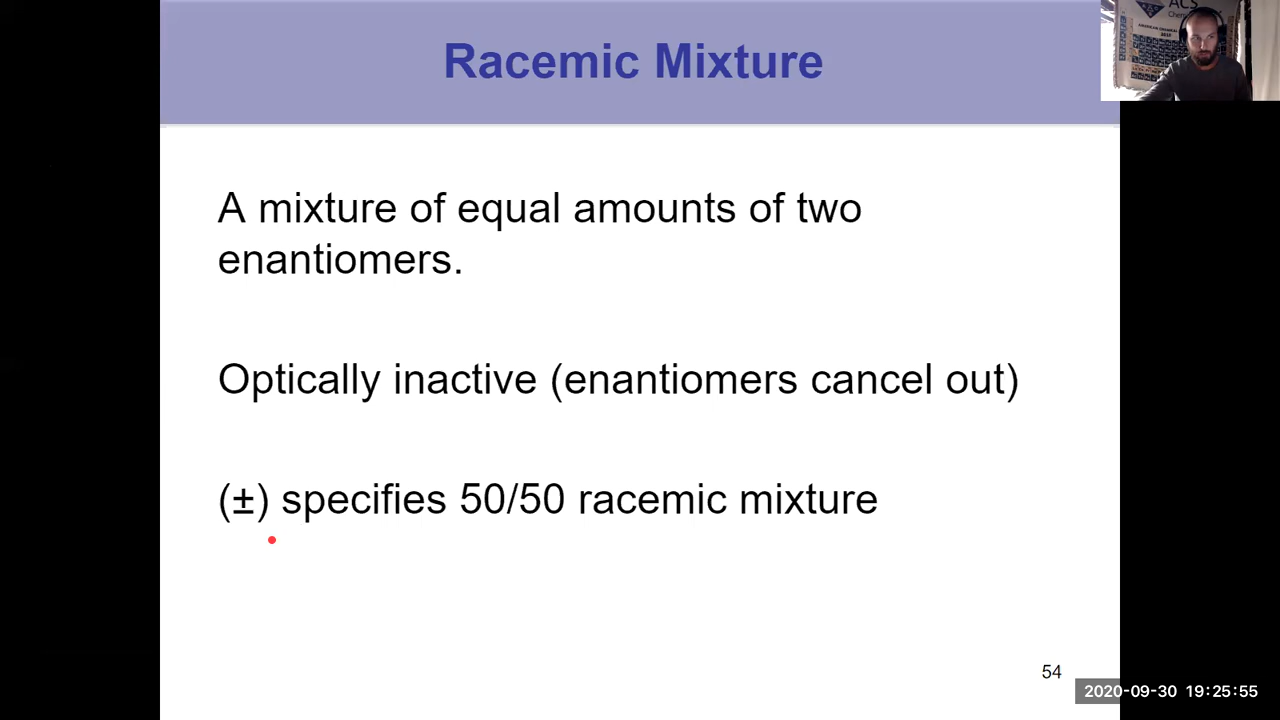 Racemic Mixture
ACS
A mixture of equal amounts of two
enantiomers.
Optically inactive (enantiomers cancel out)
(±) specifies 50/50 racemic mixture
54
2020-09-30 19:25:55